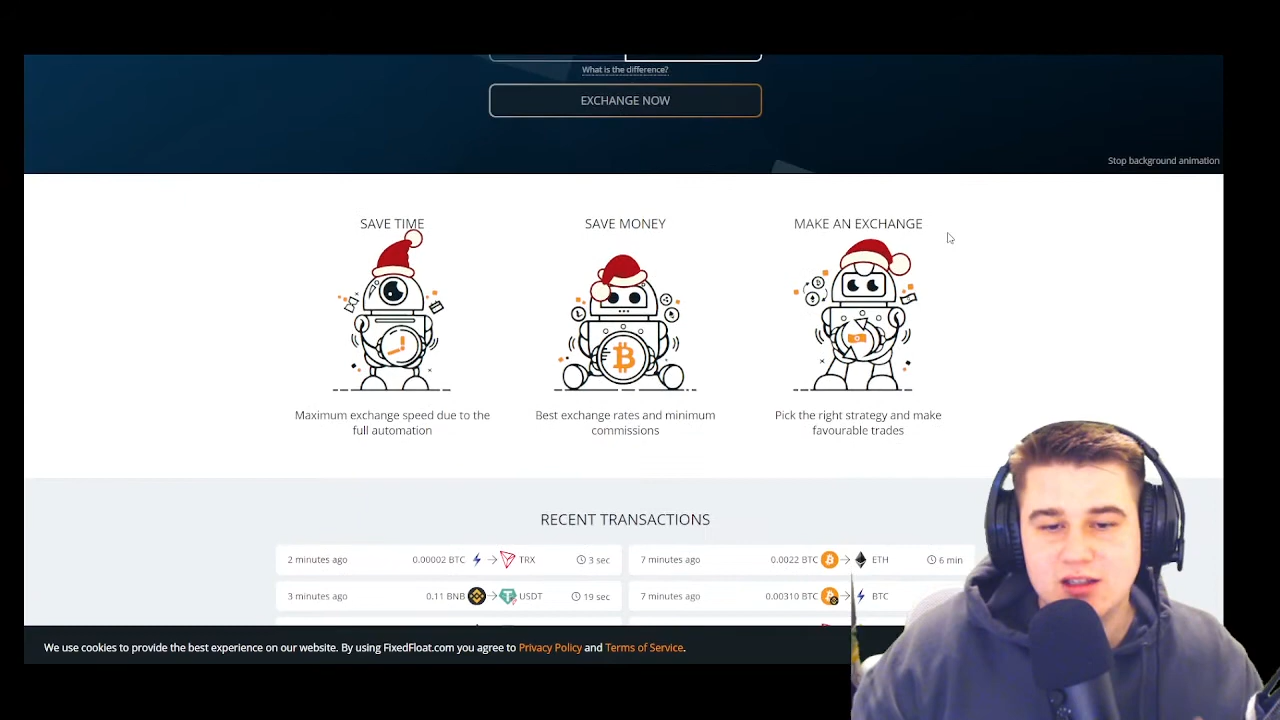 What is the difference?
EXCHANGE NOW
Stop background animation
SAVE TIME
SAVE MONEY
MAKE AN EXCHANGE
Maximum exchange speed due to the
full automation
Best exchange rates and minimum
commissions
Pick the right strategy and make
favourable trades
RECENT TRANSACTIONS
2 minutes ago 0.00002 BTC TRX 3 sec
7 minutes ago 0.0022 BTC ETH 6 min
3 minutes ago 0.11 BNB USDT 19 sec
7 minutes ago 0.00310 BTC BTC
We use cookies to provide the best experience on our website. By using FixedFloat.com you agree to Privacy Policy and Terms of Service.